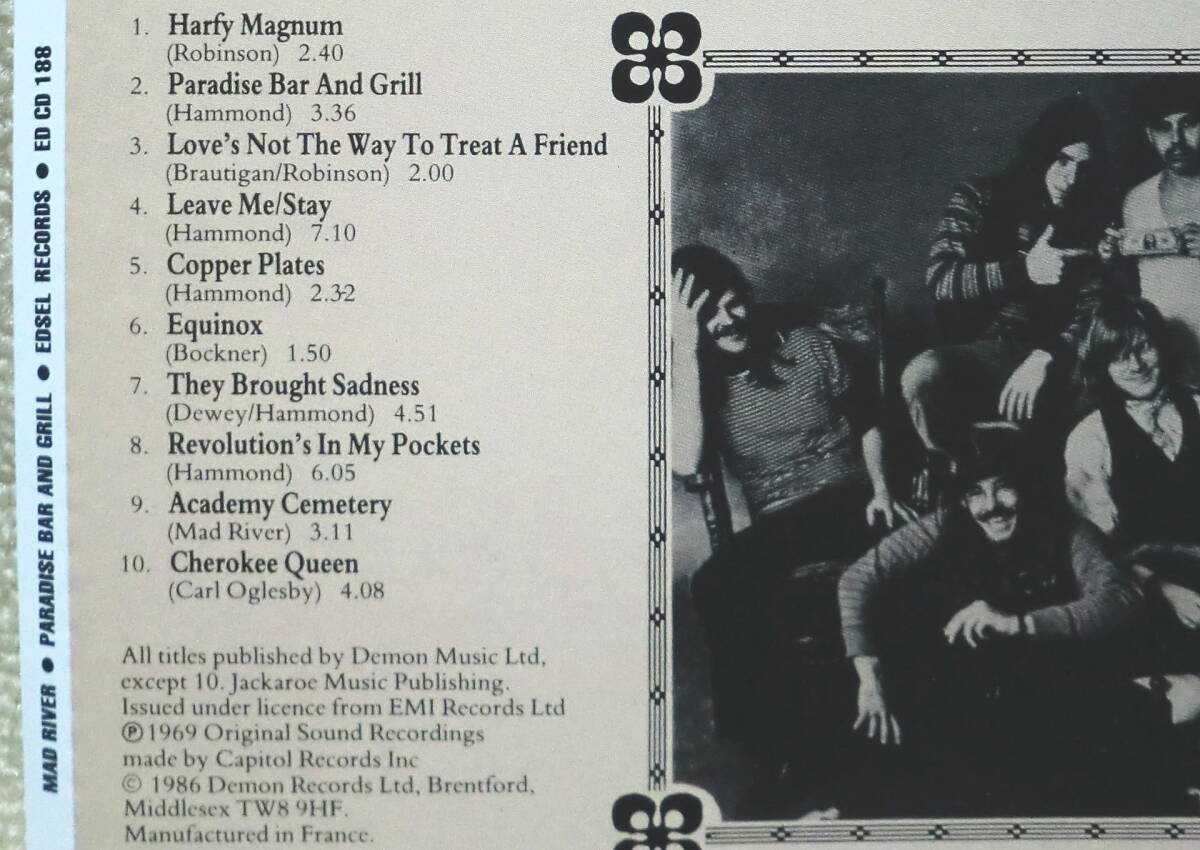 MAD RIVER ● PARADISE BAR AND GRILL ● EDSEL RECORDS ● ED CD 188
1. Harfy Magnum
(Robinson) 2.40
2. Paradise Bar And Grill
(Hammond) 3.36
3. Love's Not The Way To Treat A Friend
(Brautigan/Robinson) 2.00
4. Leave Me/Stay
(Hammond) 7.10
5. Copper Plates
(Hammond) 2.32
6. Equinox
(Bockner) 1.50
7. They Brought Sadness
(Dewey/Hammond) 4.51
8. Revolution's In My Pockets
(Hammond) 6.05
9. Academy Cemetery
(Mad River) 3.11
10. Cherokee Queen
(Carl Oglesby) 4.08
All titles published by Demon Music Ltd,
except 10. Jackaroe Music Publishing.
Issued under licence from EMI Records Ltd
℗ 1969 Original Sound Recordings
made by Capitol Records Inc
© 1986 Demon Records Ltd, Brentford,
Middlesex TW8 9HF.
Manufactured in France.